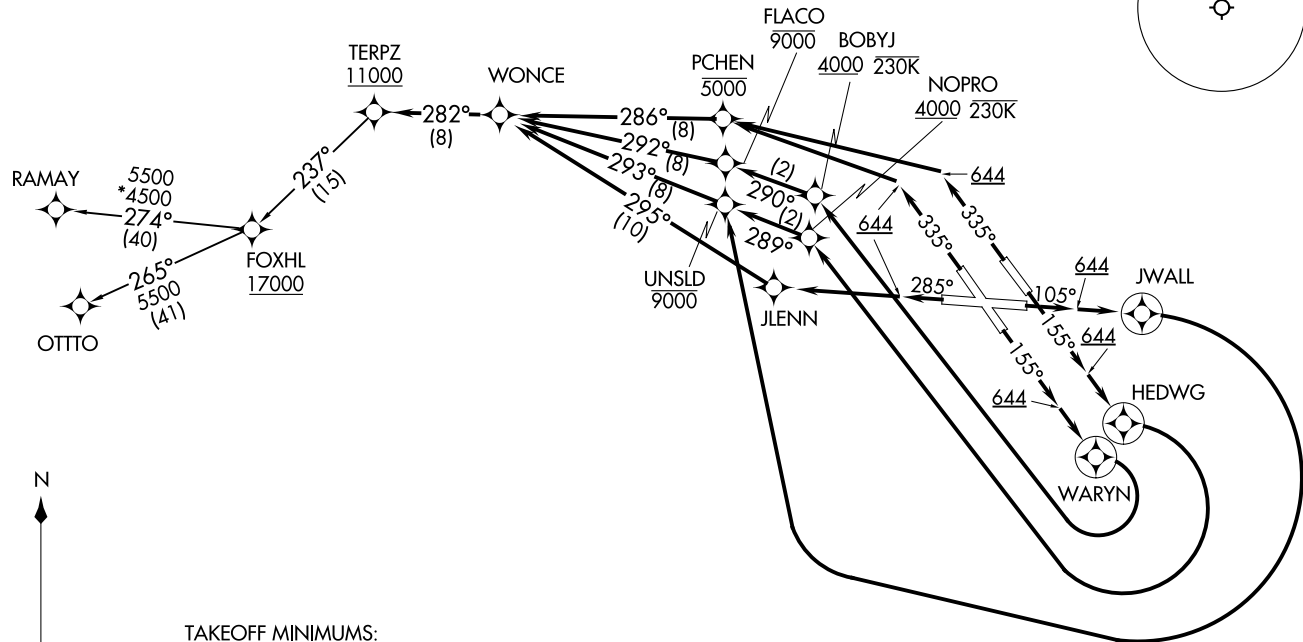 FLACO
9000
BOBYJ
4000 230K
TERPZ
11000
WONCE
PCHEN
5000
NOPRO
4000 230K
282°
(8)
286°
(8)
292°
(8)
293°
(8)
295°
(10)
(2)
290°
(2)
289°
237°
(15)
RAMAY
5500
*4500
274°
(40)
FOXHL
17000
265°
5500
(41)
OTTTO
UNSLD
9000
JLENN
644
644
335°
335°
285°
105°
644
JWALL
155°
644
155°
644
HEDWG
WARYN
N
TAKEOFF MINIMUMS: